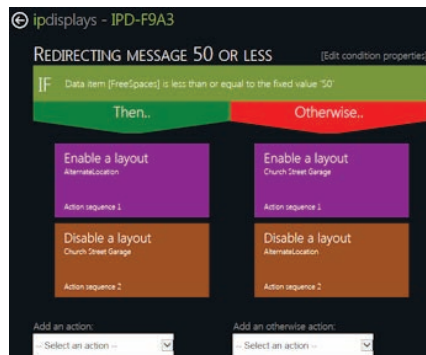 ipdisplays - IPD-F9A3
REDIRECTING MESSAGE 50 OR LESS
[Edit condition properties]
IF Data item [FreeSpaces] is less than or equal to the fixed value '50'
Then..
Otherwise..
Enable a layout
AlternateLocation
Action sequence 1
Enable a layout
Church Street Garage
Action sequence 1
Disable a layout
Church Street Garage
Action sequence 2
Disable a layout
AlternateLocation
Action sequence 2
Add an action:
-- Select an action --
Add an otherwise action:
-- Select an action --